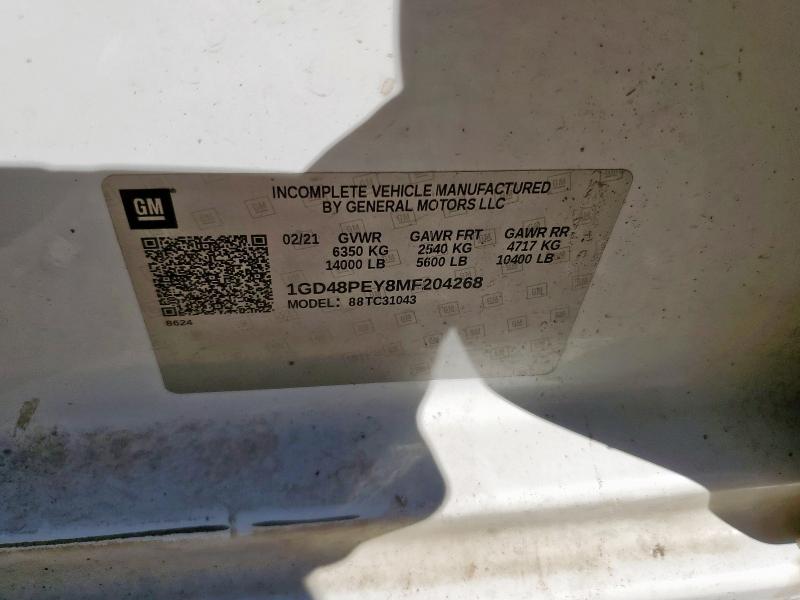 GM
INCOMPLETE VEHICLE MANUFACTURED
BY GENERAL MOTORS LLC
02/21 GVWR GAWR FRT GAWR RR
6350 KG 2540 KG 4717 KG
14000 LB 5600 LB 10400 LB
1GD48PEY8MF204268
MODEL: 88TC31043
8624